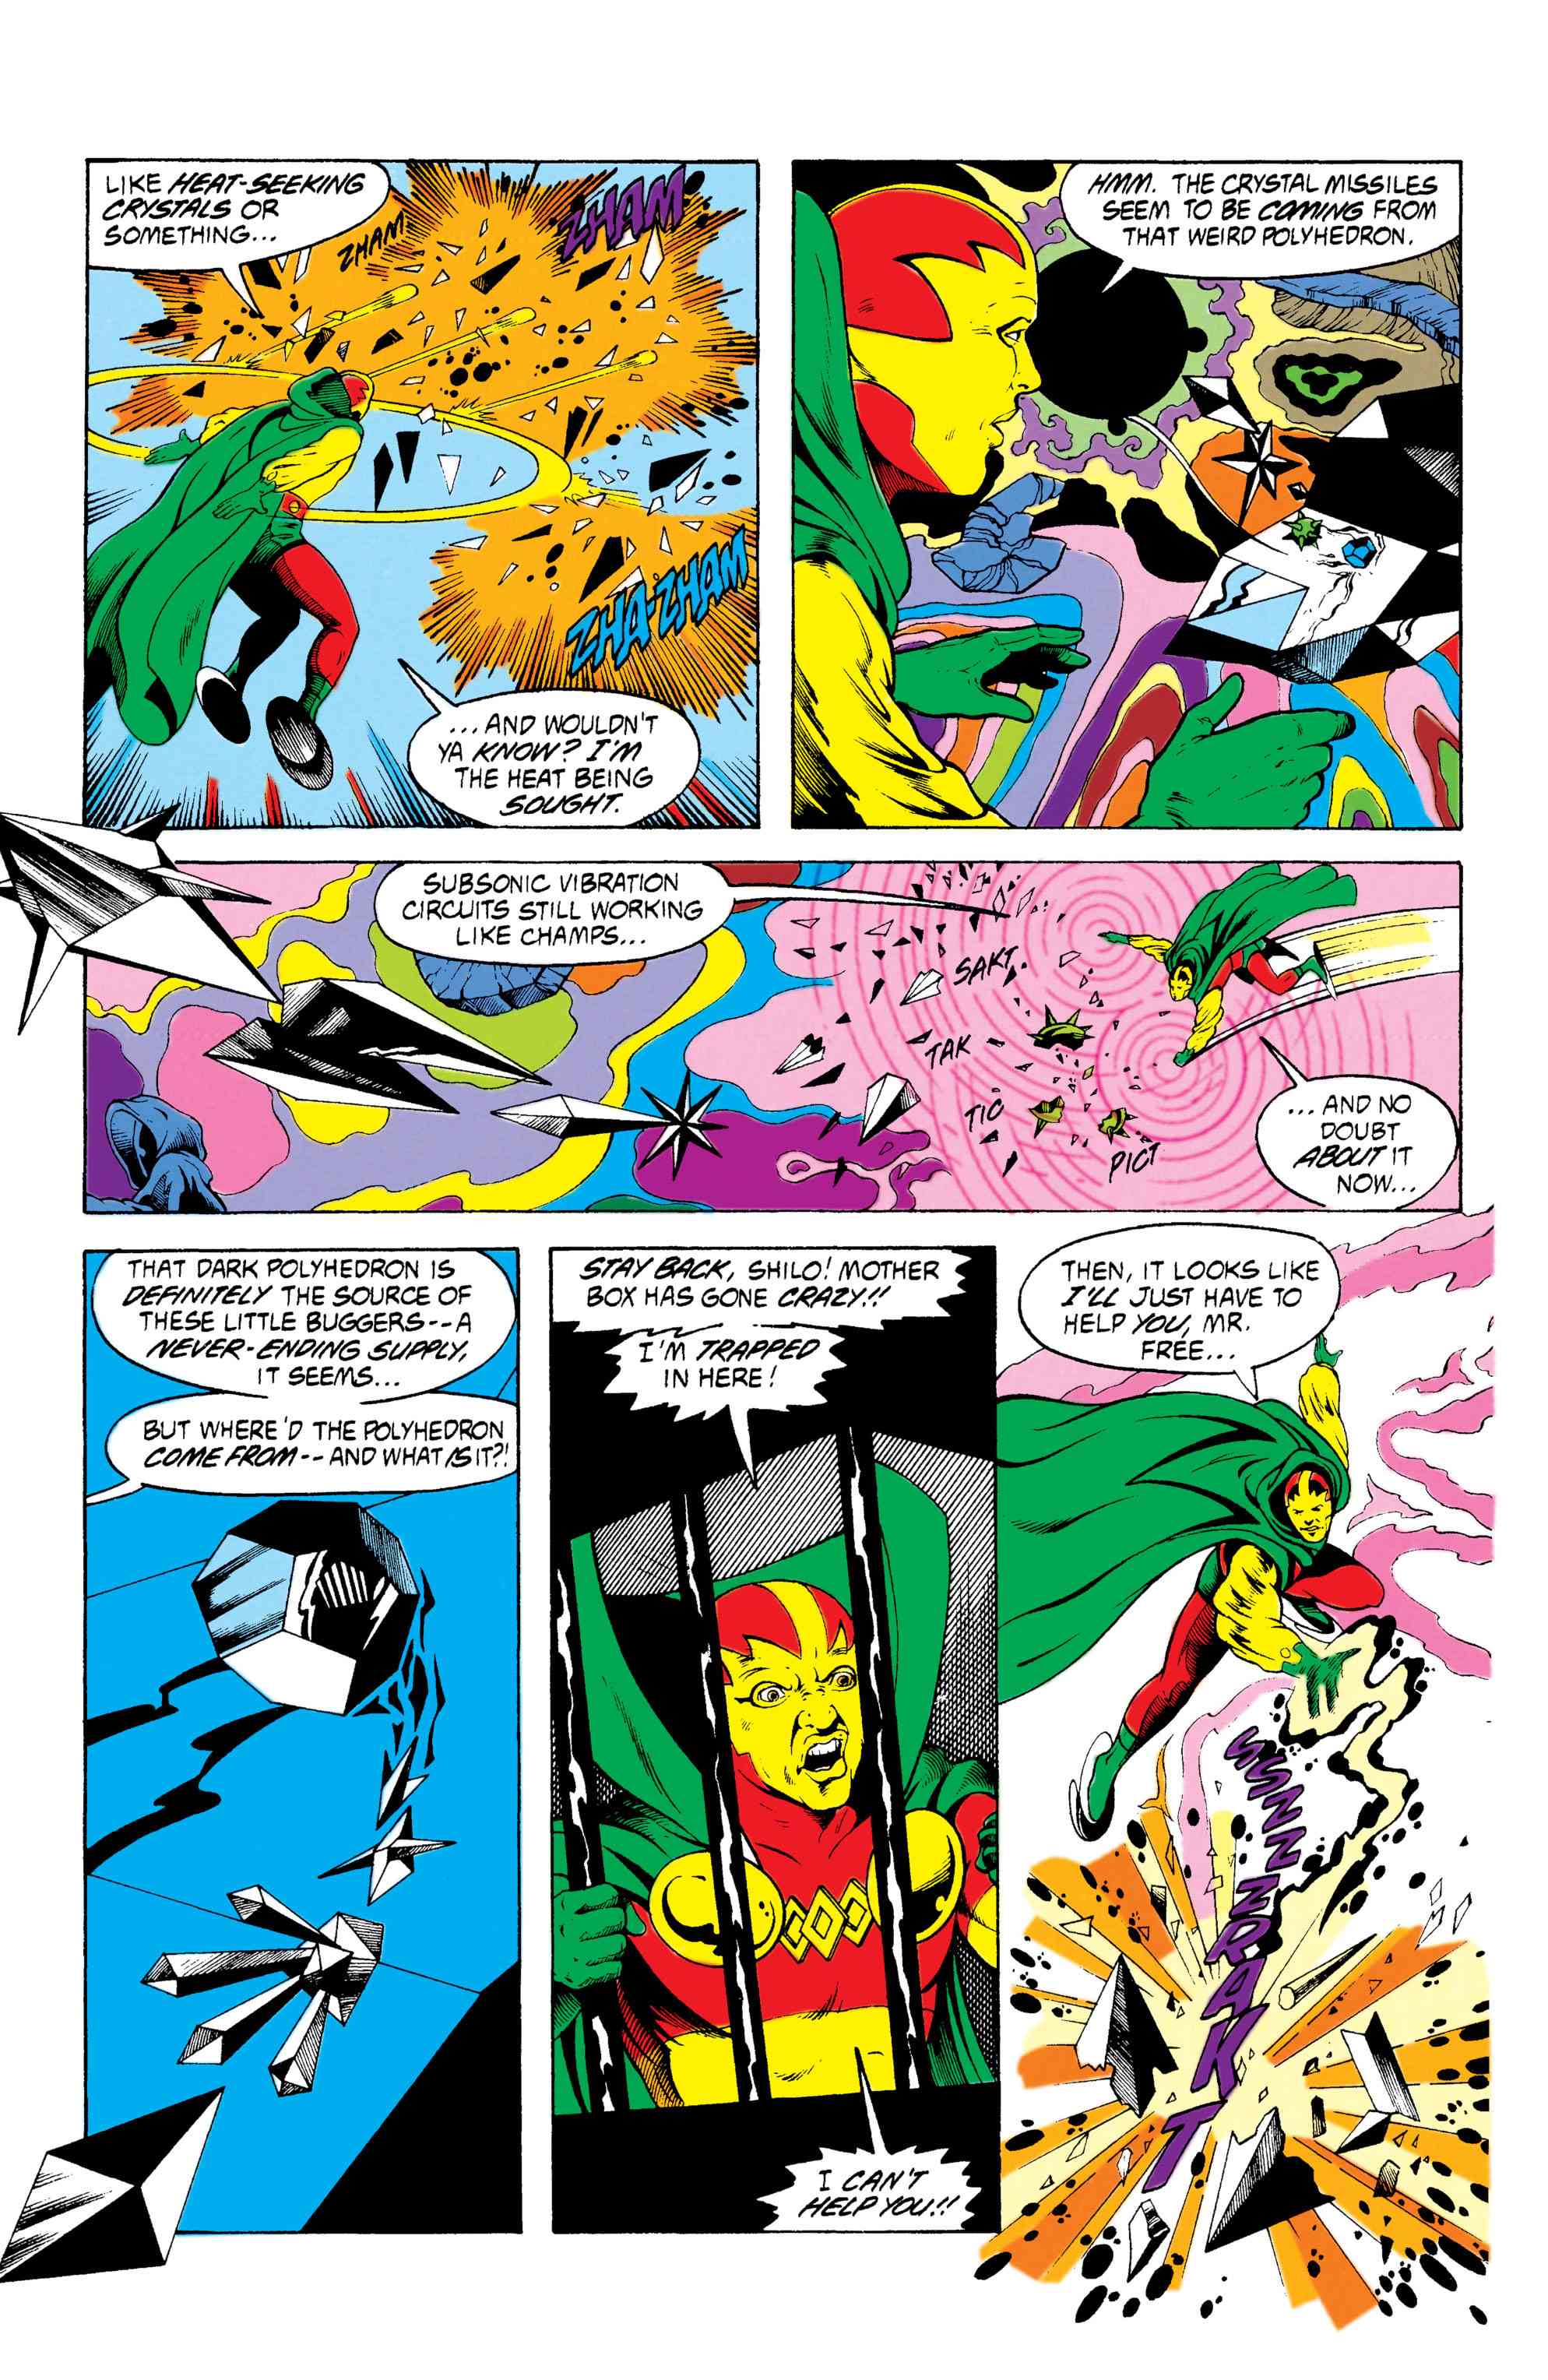 LIKE HEAT-SEEKING
CRYSTALS OR
SOMETHING...
ZHAM
ZHAM
ZHA-ZHAM
...AND WOULDN'T
YA KNOW? I'M
THE HEAT BEING
SOUGHT.
HMM. THE CRYSTAL MISSILES
SEEM TO BE COMING FROM
THAT WEIRD POLYHEDRON.
SUBSONIC VIBRATION
CIRCUITS STILL WORKING
LIKE CHAMPS...
SAKT
TAK
TIC
PICT
...AND NO
DOUBT
ABOUT IT
NOW...
THAT DARK POLYHEDRON IS
DEFINITELY THE SOURCE OF
THESE LITTLE BUGGERS--A
NEVER-ENDING SUPPLY,
IT SEEMS...
BUT WHERE'D THE POLYHEDRON
COME FROM--AND WHAT IS IT?!
STAY BACK, SHILO! MOTHER
BOX HAS GONE CRAZY!!
I'M TRAPPED
IN HERE!
I CAN'T
HELP YOU!!
THEN, IT LOOKS LIKE
I'LL JUST HAVE TO
HELP YOU, MR.
FREE...
SSZZZZZRAKT